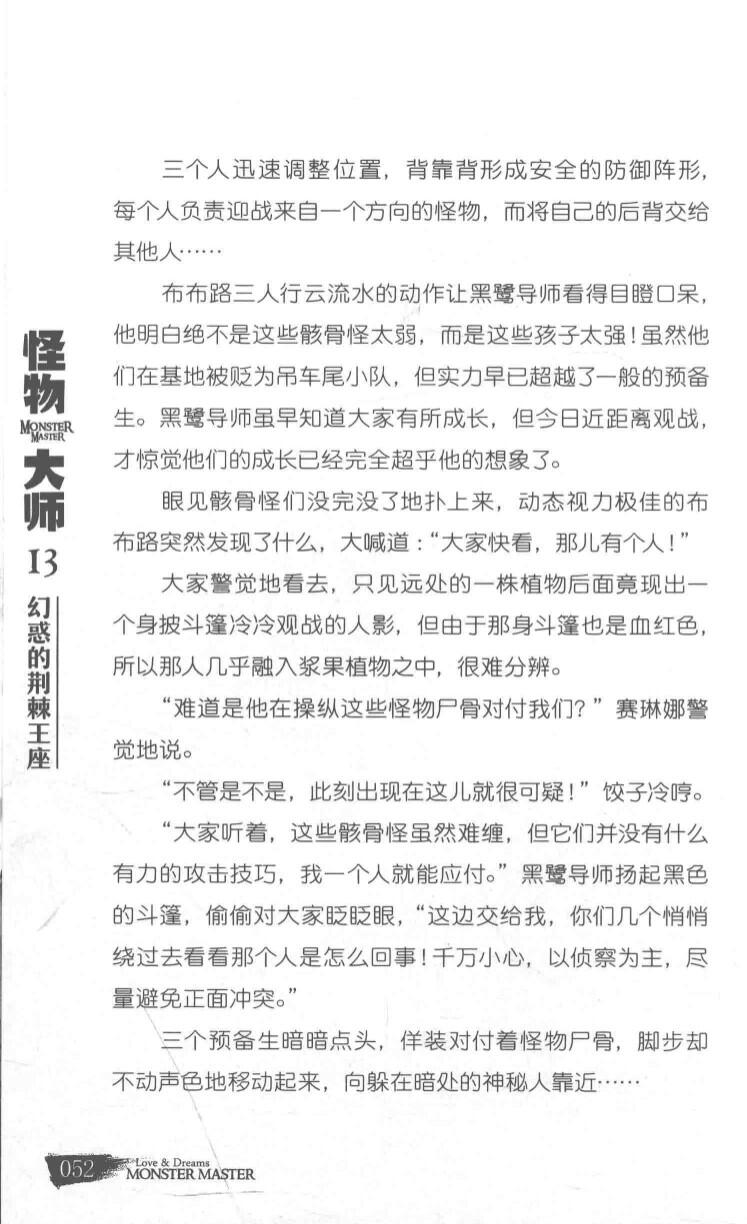 三个人迅速调整位置，背靠背形成安全的防御阵形，
每个人负责迎战来自一个方向的怪物，而将自己的后背交给
其他人……
布布路三人行云流水的动作让黑鹭导师看得目瞪口呆，
他明白绝不是这些骸骨怪太弱，而是这些孩子太强！虽然他
们在基地被贬为吊车尾小队，但实力早已超越了一般的预备
生。黑鹭导师虽早知道大家有所成长，但今日近距离观战，
才惊觉他们的成长已经完全超乎他的想象了。
眼见骸骨怪们没完没了地扑上来，动态视力极佳的布
布路突然发现了什么，大喊道：“大家快看，那儿有个人！”
大家警觉地看去，只见远处的一株植物后面竟现出一
个身披斗篷冷冷观战的人影，但由于那身斗篷也是血红色，
所以那人几乎融入浆果植物之中，很难分辨。
“难道是他在操纵这些怪物尸骨对付我们？”赛琳娜警
觉地说。
“不管是不是，此刻出现在这儿就很可疑！”饺子冷哼。
“大家听着，这些骸骨怪虽然难缠，但它们并没有什么
有力的攻击技巧，我一个人就能应付。”黑鹭导师扬起黑色
的斗篷，偷偷对大家眨眨眼，“这边交给我，你们几个悄悄
绕过去看看那个人是怎么回事！千万小心，以侦察为主，尽
量避免正面冲突。”
三个预备生暗暗点头，佯装对付着怪物尸骨，脚步却
不动声色地移动起来，向躲在暗处的神秘人靠近……
怪物
MONSTER
MASTER
大师
13
幻惑的荆棘王座
052
Love & Dreams
MONSTER MASTER